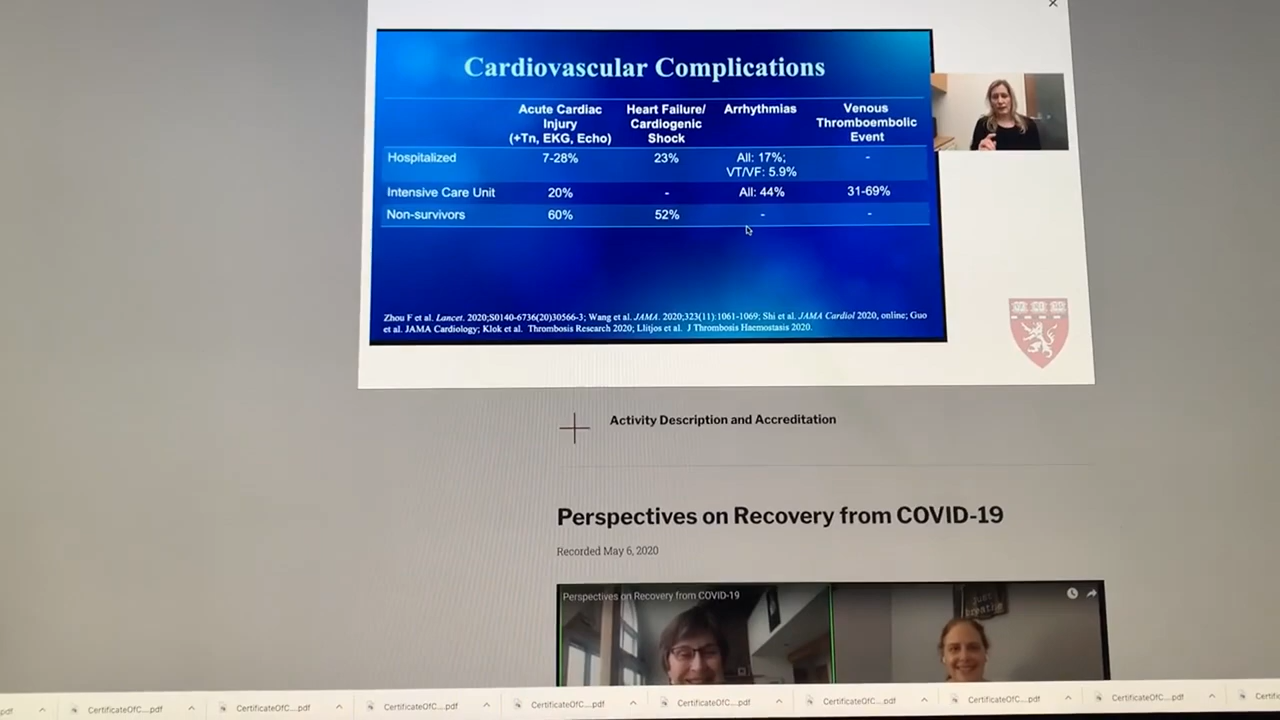 Cardiovascular Complications
Acute Cardiac Injury (+Tn, EKG, Echo)
Heart Failure/ Cardiogenic Shock
Arrhythmias
Venous Thromboembolic Event
Hospitalized 7-28% 23% All: 17%; VT/VF: 5.9% -
Intensive Care Unit 20% - All: 44% 31-69%
Non-survivors 60% 52% - -
Zhou F et al. Lancet. 2020;S0140-6736(20)30566-3; Wang et al. JAMA. 2020;323(11):1061-1069; Shi et al. JAMA Cardiol 2020, online; Guo
et al. JAMA Cardiology; Klok et al. Thrombosis Research 2020; Llitjos et al. J Thrombosis Haemostasis 2020.
Activity Description and Accreditation
Perspectives on Recovery from COVID-19
Recorded May 6, 2020
Perspectives on Recovery from COVID-19
just
breathe
.pdf CertificateOfC....pdf CertificateOfC....pdf CertificateOfC....pdf CertificateOfC....pdf CertificateOfC....pdf CertificateOfC....pdf CertificateOfC....pdf CertificateOfC....pdf